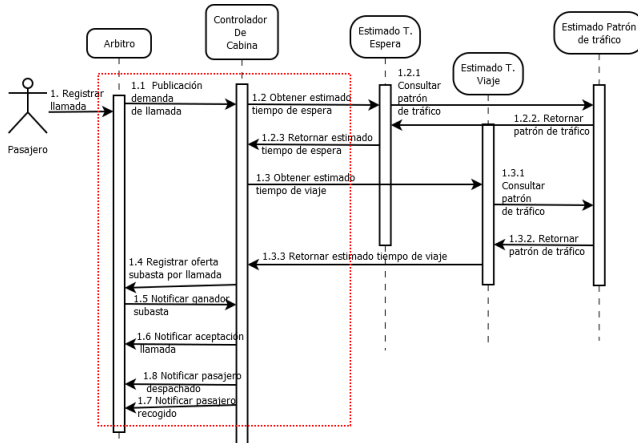 Arbitro
Controlador
De
Cabina
Estimado T.
Espera
Estimado T.
Viaje
Estimado Patrón
de tráfico
Pasajero
1. Registrar
llamada
1.1 Publicación
demanda
de llamada
1.2 Obtener estimado
tiempo de espera
1.2.1
Consultar
patrón
de tráfico
1.2.2. Retornar
patrón de tráfico
1.2.3 Retornar estimado
tiempo de espera
1.3 Obtener estimado
tiempo de viaje
1.3.1
Consultar
patrón
de tráfico
1.3.2. Retornar
patrón de tráfico
1.3.3 Retornar estimado tiempo de viaje
1.4 Registrar oferta
subasta por llamada
1.5 Notificar ganador
subasta
1.6 Notificar aceptación
llamada
1.8 Notificar pasajero
despachado
1.7 Notificar pasajero
recogido